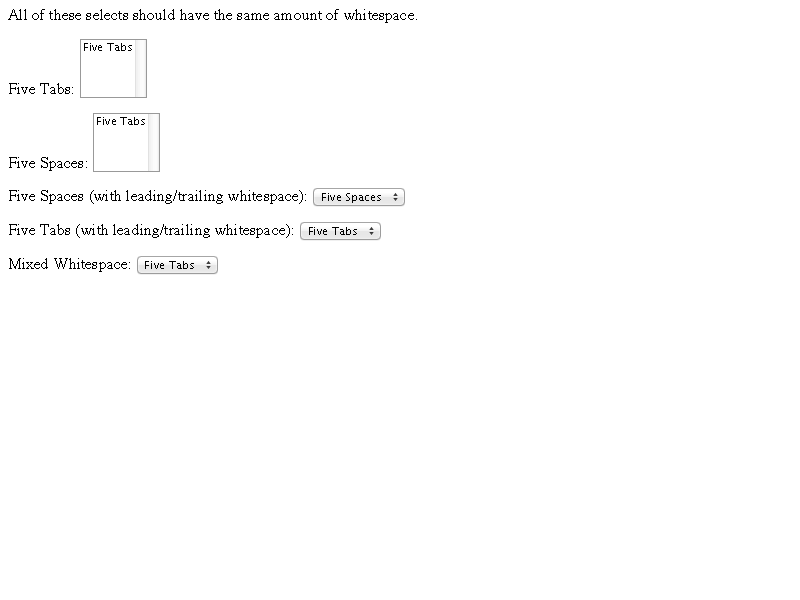 All of these selects should have the same amount of whitespace.
Five Tabs
Five Tabs:
Five Tabs
Five Spaces:
Five Spaces (with leading/trailing whitespace): Five Spaces
Five Tabs (with leading/trailing whitespace): Five Tabs
Mixed Whitespace: Five Tabs